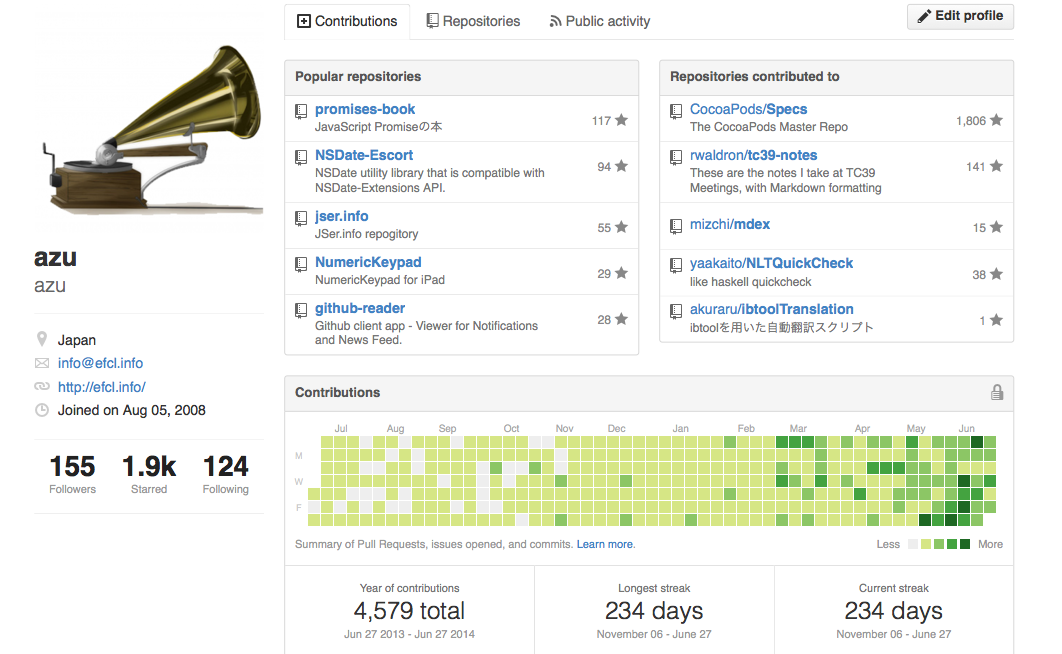 Contributions
Repositories
Public activity
Edit profile
azu
azu
Japan
info@efcl.info
http://efcl.info/
Joined on Aug 05, 2008
155
Followers
1.9k
Starred
124
Following
Popular repositories
promises-book
JavaScript Promiseの本
117
NSDate-Escort
NSDate utility library that is compatible with
NSDate-Extensions API.
94
jser.info
JSer.info repogitory
55
NumericKeypad
NumericKeypad for iPad
29
github-reader
Github client app - Viewer for Notifications
and News Feed.
28
Repositories contributed to
CocoaPods/Specs
The CocoaPods Master Repo
1,806
rwaldron/tc39-notes
These are the notes I take at TC39
Meetings, with Markdown formatting
141
mizchi/mdex
15
yaakaito/NLTQuickCheck
like haskell quickcheck
38
akuraru/ibtoolTranslation
ibtoolを用いた自動翻訳スクリプト
1
Contributions
Jul Aug Sep Oct Nov Dec Jan Feb Mar Apr May Jun
M
W
F
Summary of Pull Requests, issues opened, and commits. Learn more.
Less More
Year of contributions
4,579 total
Jun 27 2013 - Jun 27 2014
Longest streak
234 days
November 06 - June 27
Current streak
234 days
November 06 - June 27